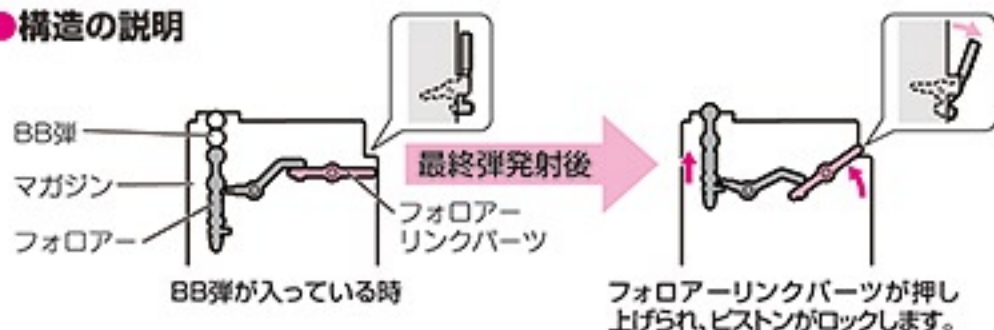 ●構造の説明
BB弾
マガジン
フォロアー
フォロアー
リンクパーツ
BB弾が入っている時
最終弾発射後
フォロアーリンクパーツが押し
上げられ、ピストンがロックします。